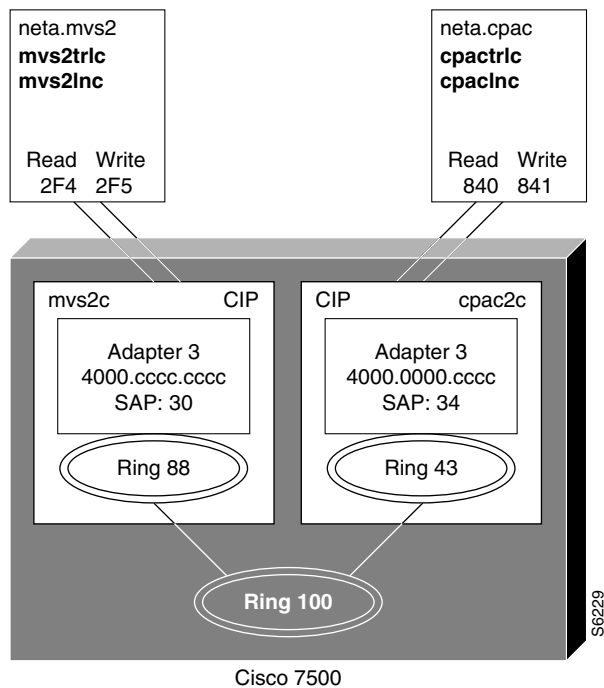 neta.mvs2
mvs2trlc
mvs2lnc
Read Write
2F4 2F5
neta.cpac
cpactrlc
cpaclnc
Read Write
840 841
mvs2c CIP
Adapter 3
4000.cccc.cccc
SAP: 30
Ring 88
CIP cpac2c
Adapter 3
4000.0000.cccc
SAP: 34
Ring 43
Ring 100
S6229
Cisco 7500